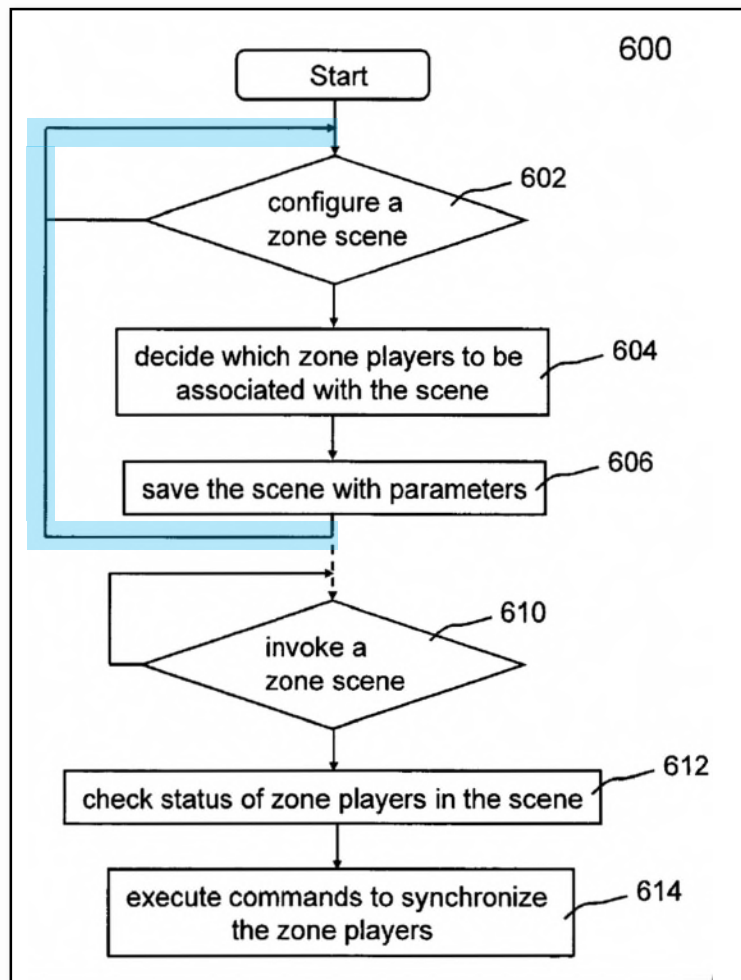 600
Start
602
configure a
zone scene
604
decide which zone players to be
associated with the scene
606
save the scene with parameters
610
invoke a
zone scene
612
check status of zone players in the scene
614
execute commands to synchronize
the zone players